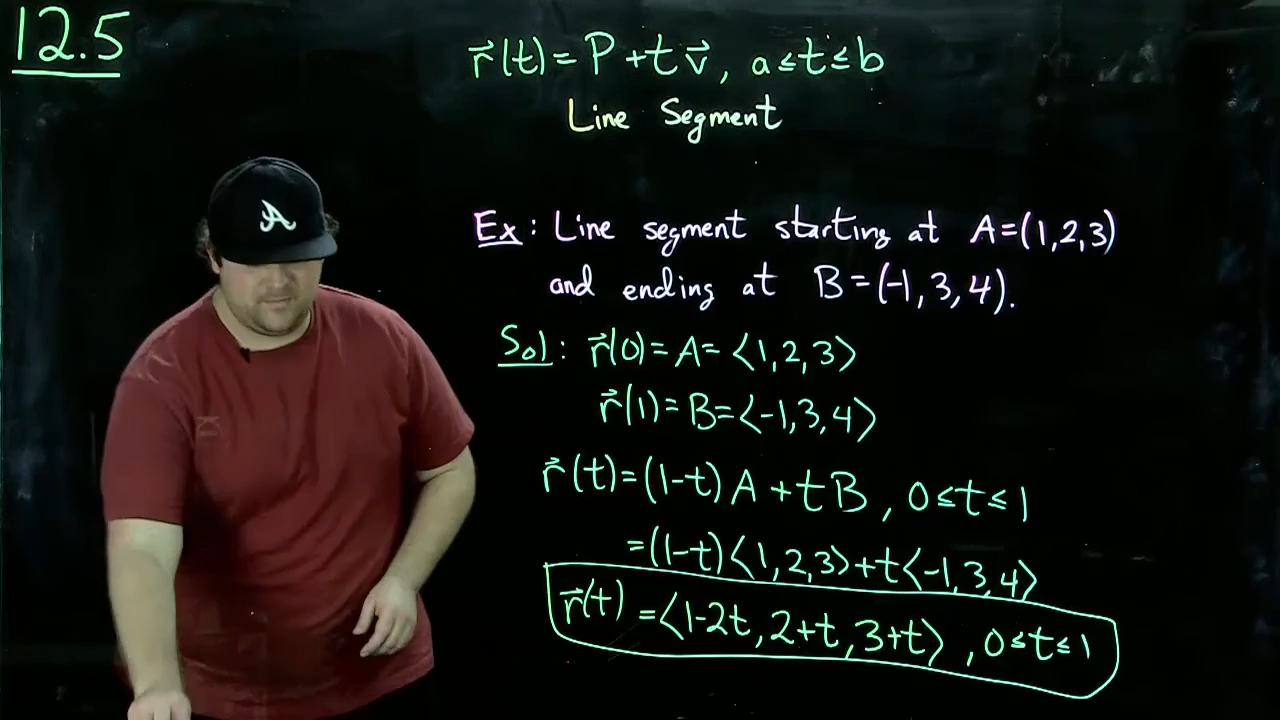 12.5
r⃗(t) = P + t v⃗, a ≤ t ≤ b
Line Segment
Ex: Line segment starting at A=(1,2,3)
and ending at B=(-1,3,4).
Sol: r⃗(0) = A = ⟨1,2,3⟩
r⃗(1) = B = ⟨-1,3,4⟩
r⃗(t) = (1-t) A + t B, 0 ≤ t ≤ 1
= (1-t)⟨1,2,3⟩ + t⟨-1,3,4⟩
r⃗(t) = ⟨1-2t, 2+t, 3+t⟩, 0 ≤ t ≤ 1
A